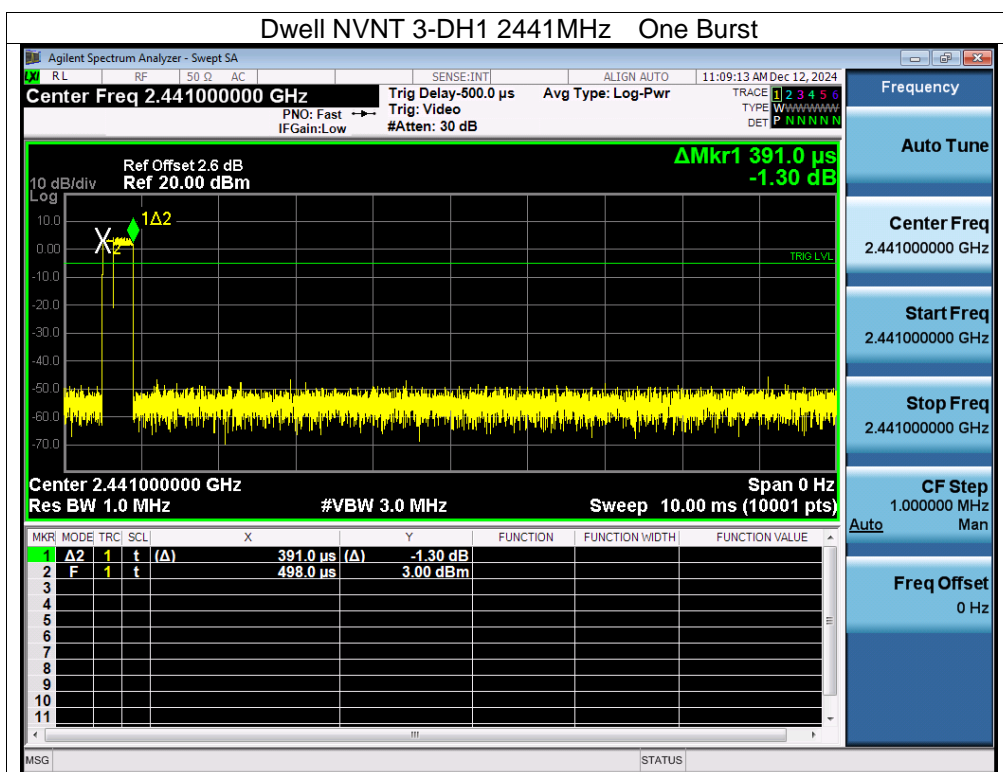 Dwell NVNT 3-DH1 2441MHz One Burst
Agilent Spectrum Analyzer - Swept SA
LXI RL RF 50 Ω AC SENSE:INT ALIGN AUTO 11:09:13 AM Dec 12, 2024
Center Freq 2.441000000 GHz
PNO: Fast
IFGain:Low
Trig Delay-500.0 µs
Trig: Video
#Atten: 30 dB
Avg Type: Log-Pwr
TRACE 1 2 3 4 5 6
TYPE WWWWWWW
DET P N N N N N
ΔMkr1 391.0 µs
-1.30 dB
Ref Offset 2.6 dB
10 dB/div Ref 20.00 dBm
Log
10.0
0.00
-10.0
-20.0
-30.0
-40.0
-50.0
-60.0
-70.0
1Δ2
2
TRIG LVL
Center 2.441000000 GHz Span 0 Hz
Res BW 1.0 MHz #VBW 3.0 MHz Sweep 10.00 ms (10001 pts)
MKR MODE TRC SCL X Y FUNCTION FUNCTION WIDTH FUNCTION VALUE
1 Δ2 1 t (Δ) 391.0 µs (Δ) -1.30 dB
2 F 1 t 498.0 µs 3.00 dBm
3
4
5
6
7
8
9
10
11
MSG STATUS
Frequency
Auto Tune
Center Freq
2.441000000 GHz
Start Freq
2.441000000 GHz
Stop Freq
2.441000000 GHz
CF Step
1.000000 MHz
Auto Man
Freq Offset
0 Hz